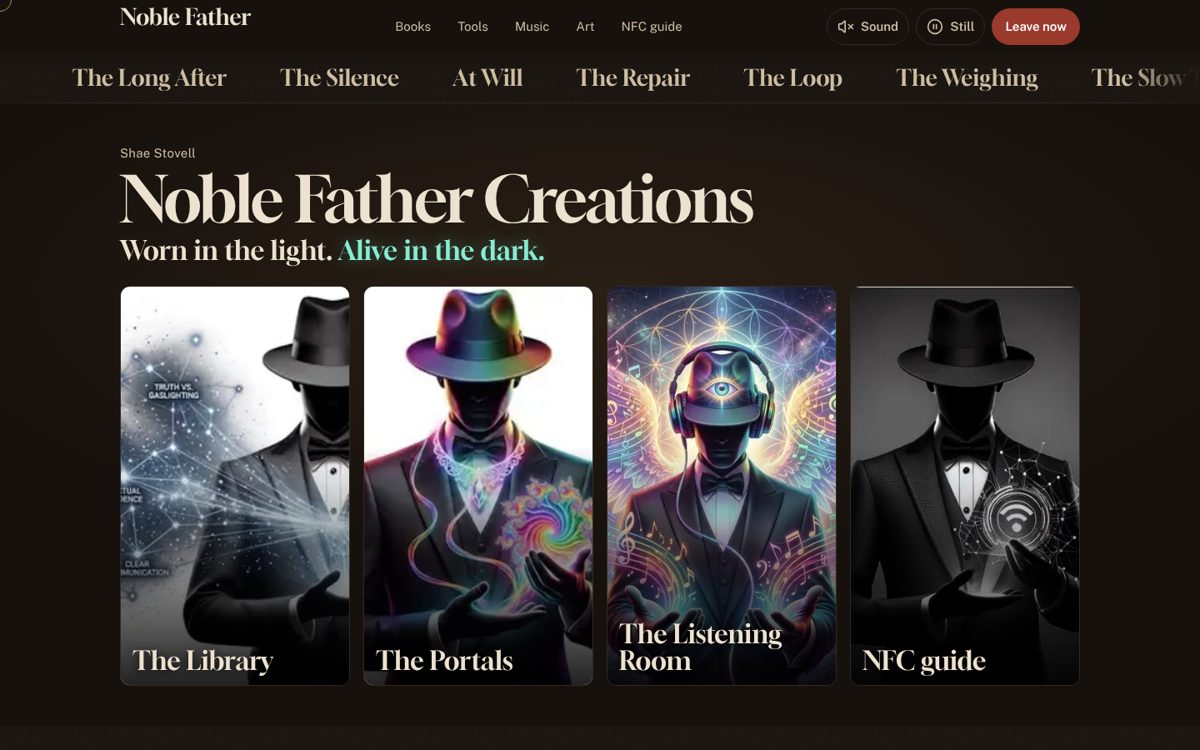 Noble Father
Books
Tools
Music
Art
NFC guide
Sound
Still
Leave now
The Long After
The Silence
At Will
The Repair
The Loop
The Weighing
The Slow
Shae Stovell
Noble Father Creations
Worn in the light. Alive in the dark.
TRUTH VS.
GASLIGHTING
CLEAR
The Library
The Portals
The Listening
Room
NFC guide